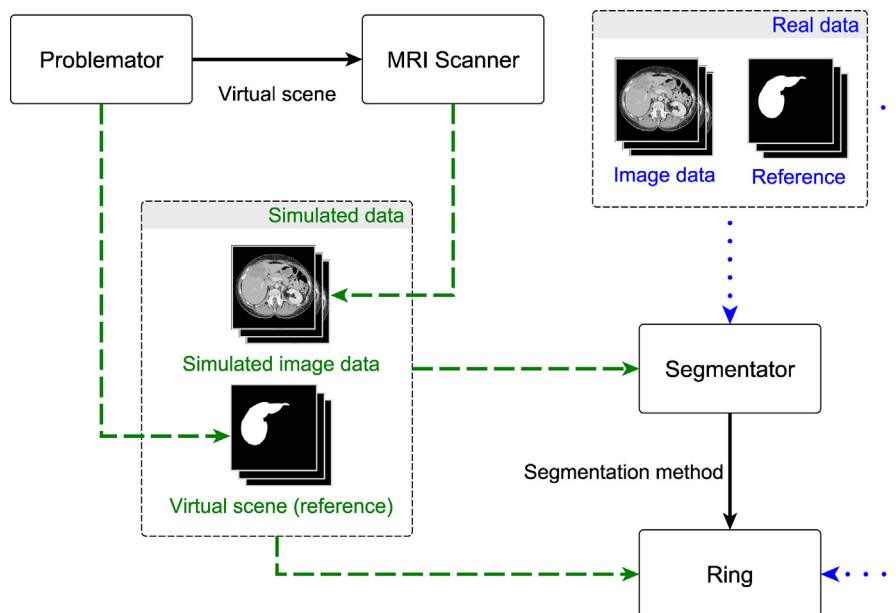 Problemator
MRI Scanner
Virtual scene
Real data
Image data
Reference
Simulated data
Simulated image data
Virtual scene (reference)
Segmentator
Segmentation method
Ring